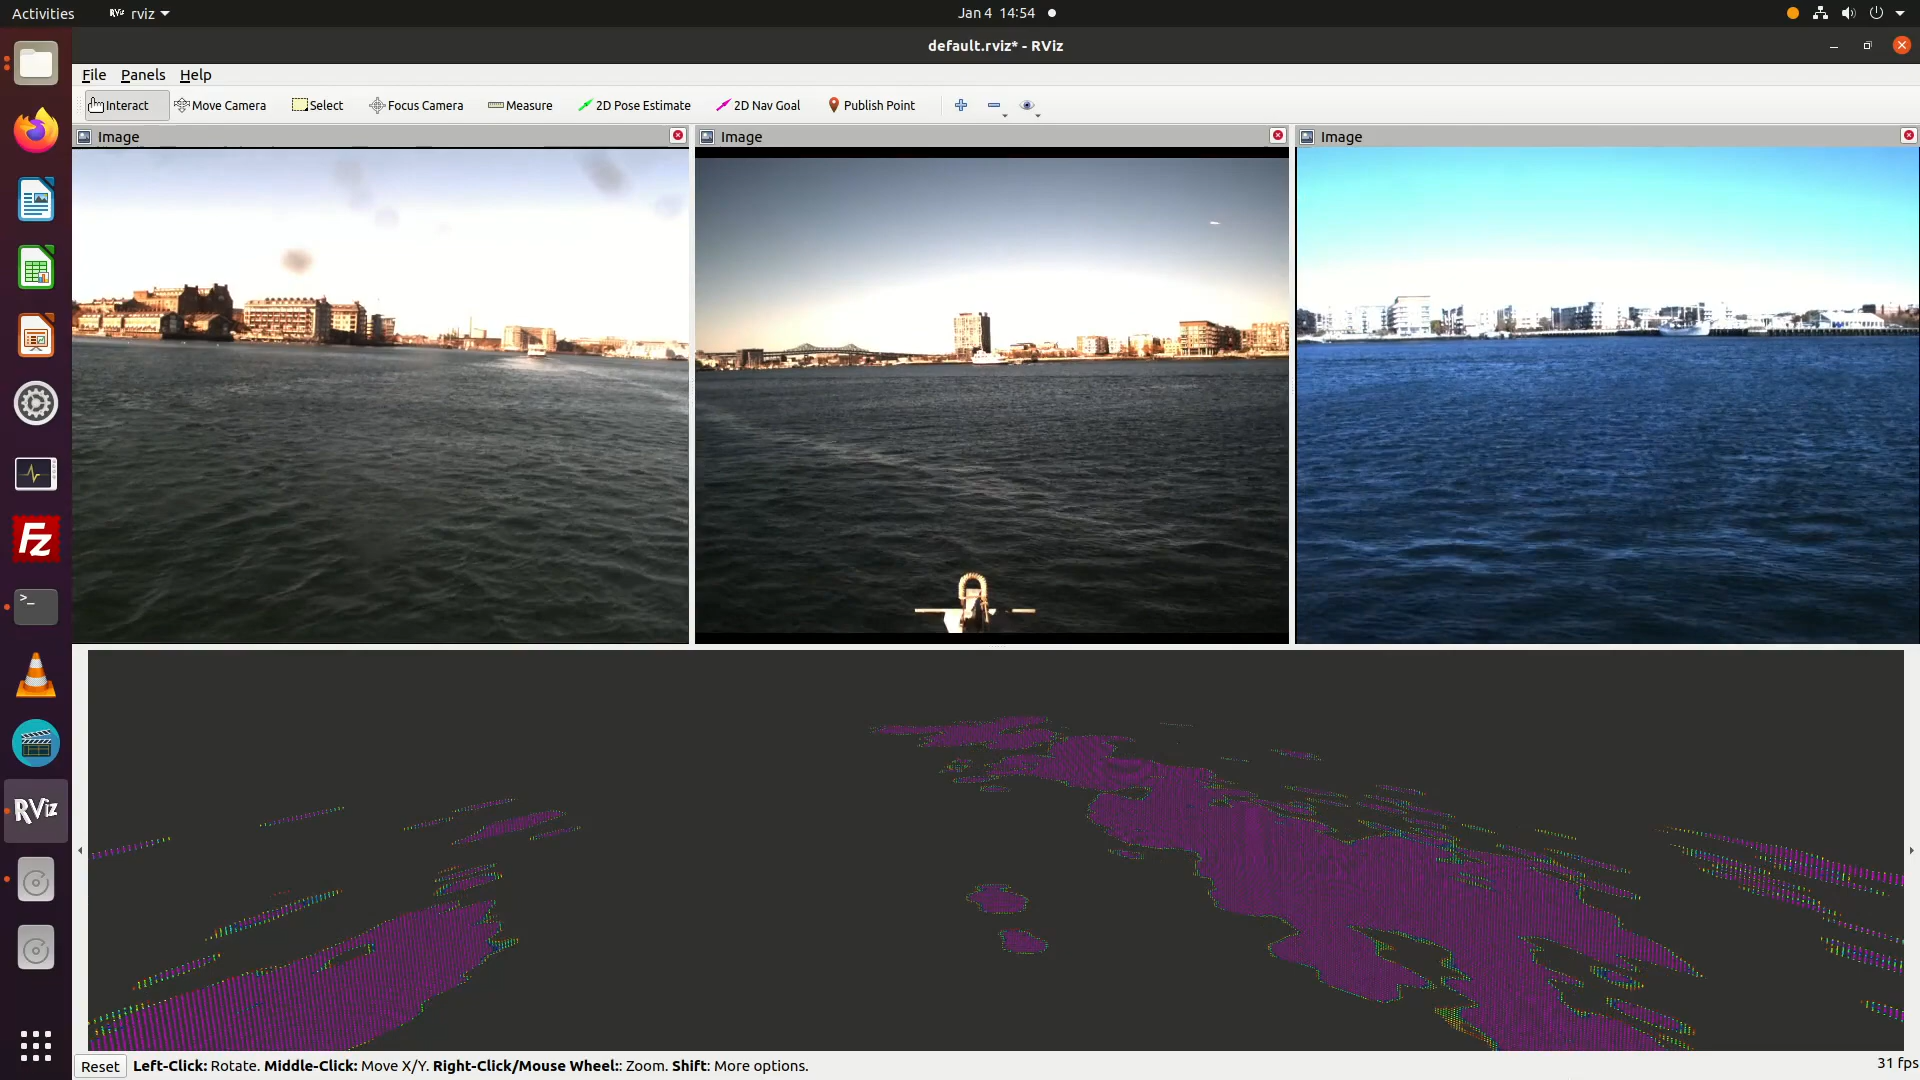 Activities rviz Jan 4 14:54
default.rviz* - RViz
File Panels Help
Interact Move Camera Select Focus Camera Measure 2D Pose Estimate 2D Nav Goal Publish Point
Image Image Image
Fz
>_
RViz
Reset Left-Click: Rotate. Middle-Click: Move X/Y. Right-Click/Mouse Wheel:: Zoom. Shift: More options. 31 fps